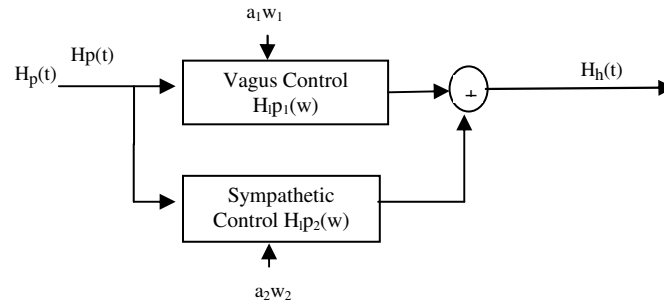 a₁w₁
Hp(t)
Hₚ(t)
Vagus Control
Hₗp₁(w)
+
Hₕ(t)
Sympathetic
Control Hₗp₂(w)
a₂w₂